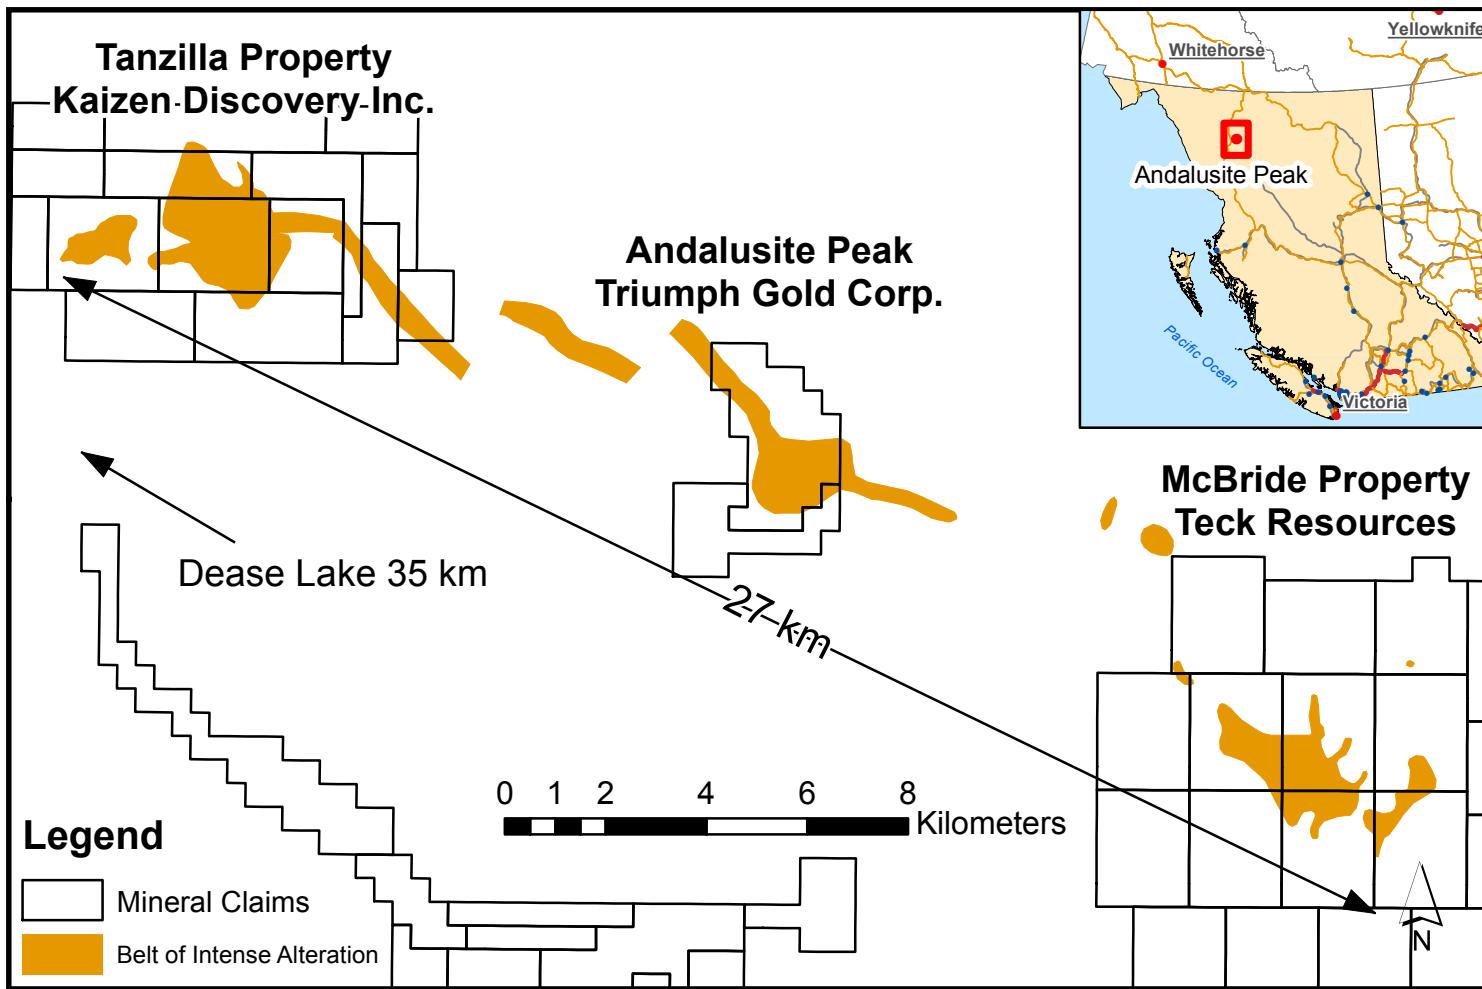 Tanzilla Property
Kaizen Discovery Inc.
Andalusite Peak
Triumph Gold Corp.
McBride Property
Teck Resources
Whitehorse
Yellowknife
Andalusite Peak
Pacific Ocean
Victoria
Dease Lake 35 km
27 km
0 1 2 4 6 8
Kilometers
Legend
Mineral Claims
Belt of Intense Alteration
N